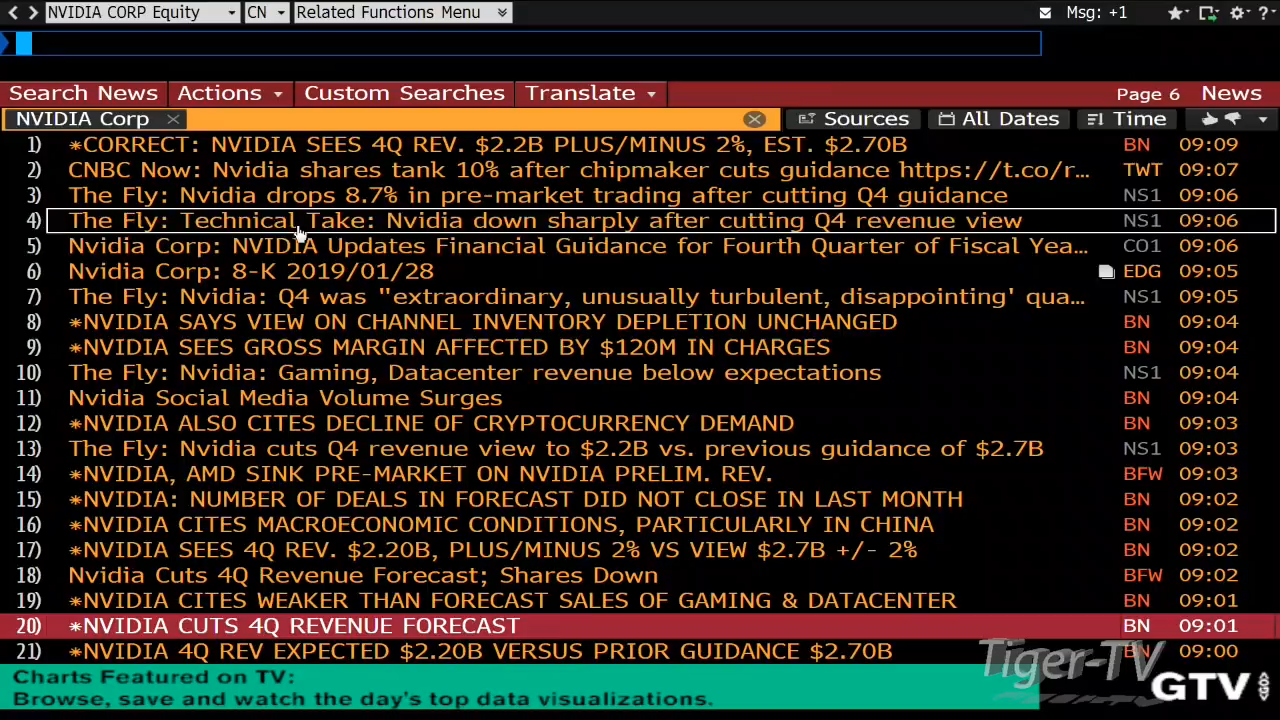 NVIDIA CORP Equity CN Related Functions Menu Msg: +1
Search News Actions Custom Searches Translate Page 6 News
NVIDIA Corp Sources All Dates Time
1) *CORRECT: NVIDIA SEES 4Q REV. $2.2B PLUS/MINUS 2%, EST. $2.70B BN 09:09
2) CNBC Now: Nvidia shares tank 10% after chipmaker cuts guidance https://t.co/r... TWT 09:07
3) The Fly: Nvidia drops 8.7% in pre-market trading after cutting Q4 guidance NS1 09:06
4) The Fly: Technical Take: Nvidia down sharply after cutting Q4 revenue view NS1 09:06
5) Nvidia Corp: NVIDIA Updates Financial Guidance for Fourth Quarter of Fiscal Yea... CO1 09:06
6) Nvidia Corp: 8-K 2019/01/28 EDG 09:05
7) The Fly: Nvidia: Q4 was "extraordinary, unusually turbulent, disappointing' qua... NS1 09:05
8) *NVIDIA SAYS VIEW ON CHANNEL INVENTORY DEPLETION UNCHANGED BN 09:04
9) *NVIDIA SEES GROSS MARGIN AFFECTED BY $120M IN CHARGES BN 09:04
10) The Fly: Nvidia: Gaming, Datacenter revenue below expectations NS1 09:04
11) Nvidia Social Media Volume Surges BN 09:04
12) *NVIDIA ALSO CITES DECLINE OF CRYPTOCURRENCY DEMAND BN 09:03
13) The Fly: Nvidia cuts Q4 revenue view to $2.2B vs. previous guidance of $2.7B NS1 09:03
14) *NVIDIA, AMD SINK PRE-MARKET ON NVIDIA PRELIM. REV. BFW 09:03
15) *NVIDIA: NUMBER OF DEALS IN FORECAST DID NOT CLOSE IN LAST MONTH BN 09:02
16) *NVIDIA CITES MACROECONOMIC CONDITIONS, PARTICULARLY IN CHINA BN 09:02
17) *NVIDIA SEES 4Q REV. $2.20B, PLUS/MINUS 2% VS VIEW $2.7B +/- 2% BN 09:02
18) Nvidia Cuts 4Q Revenue Forecast; Shares Down BFW 09:02
19) *NVIDIA CITES WEAKER THAN FORECAST SALES OF GAMING & DATACENTER BN 09:01
20) *NVIDIA CUTS 4Q REVENUE FORECAST BN 09:01
21) *NVIDIA 4Q REV EXPECTED $2.20B VERSUS PRIOR GUIDANCE $2.70B BN 09:00
Tiger-TV
Charts Featured on TV:
Browse, save and watch the day's top data visualizations.
GTV